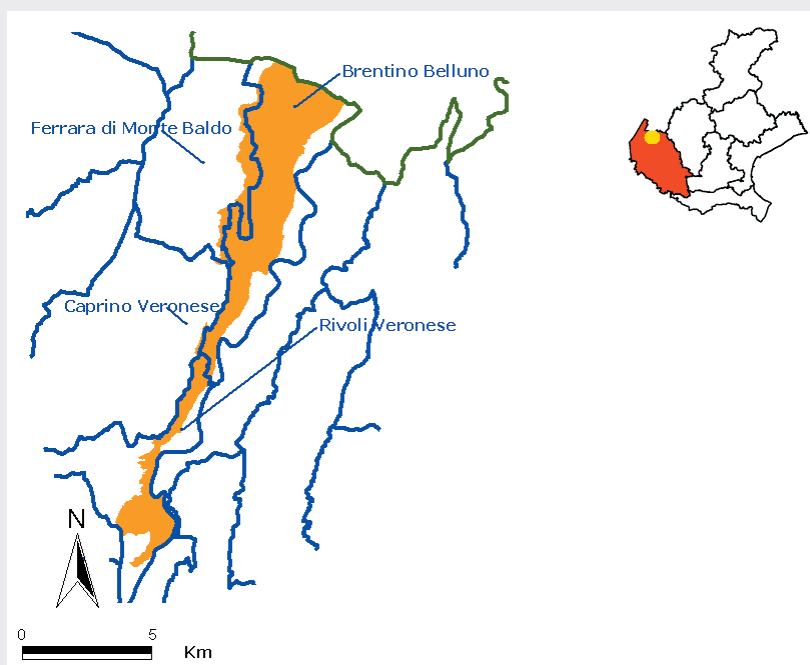 Brentino Belluno
Ferrara di Monte Baldo
Caprino Veronese
Rivoli Veronese
N
0 5
Km